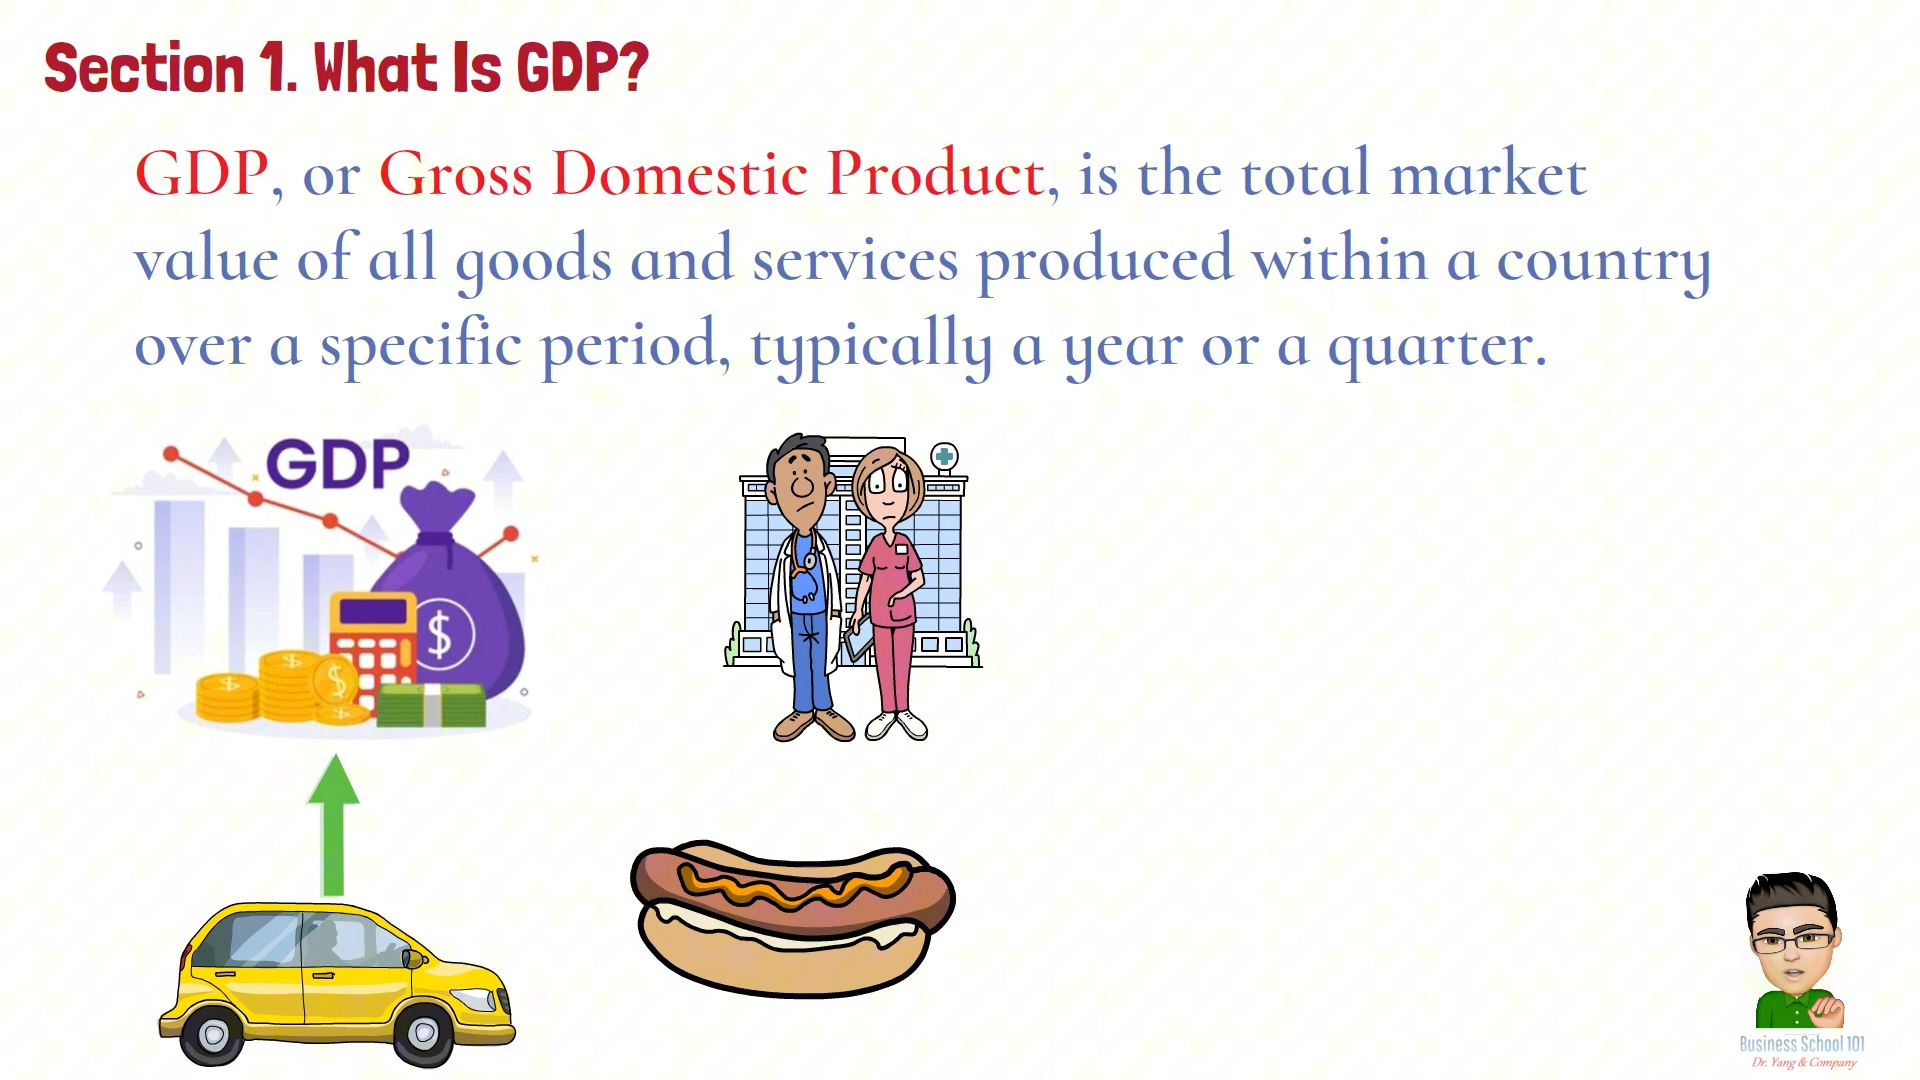 Section 1. What Is GDP?
GDP, or Gross Domestic Product, is the total market
value of all goods and services produced within a country
over a specific period, typically a year or a quarter.
GDP
$
$
$
$
$
Business School 101
Dr. Yang & Company